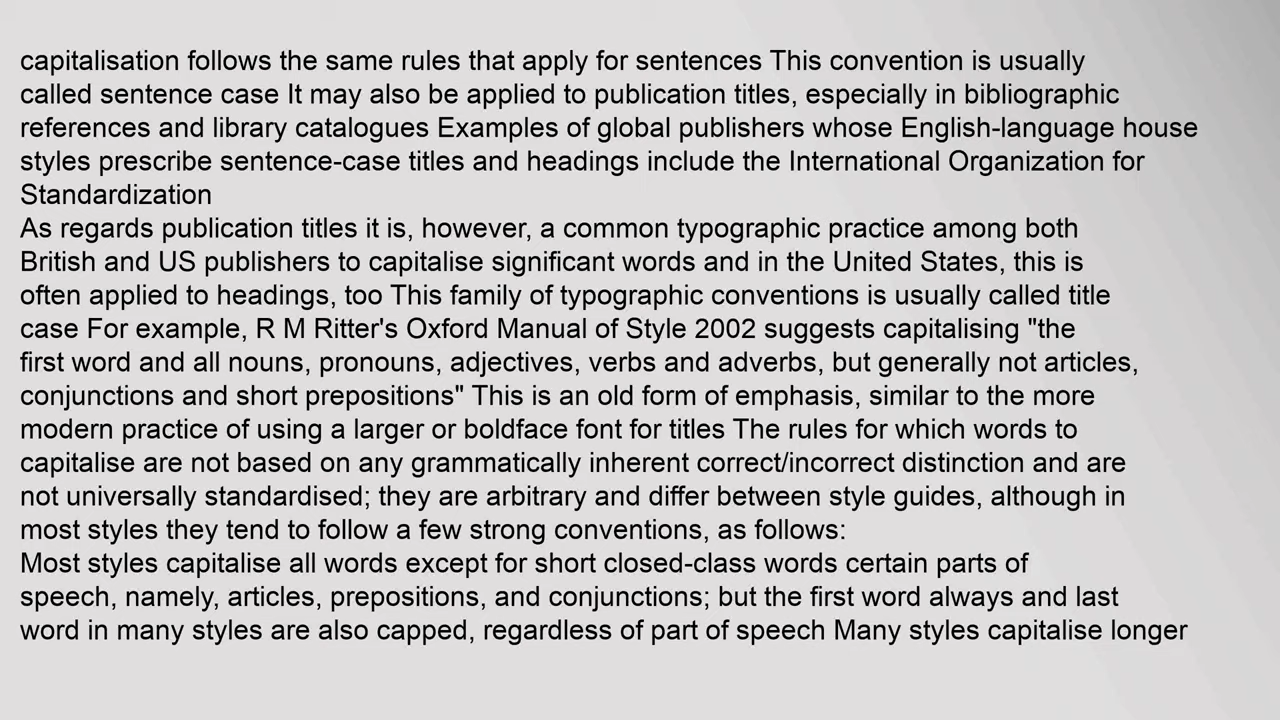 capitalisation follows the same rules that apply for sentences This convention is usually
called sentence case It may also be applied to publication titles, especially in bibliographic
references and library catalogues Examples of global publishers whose English-language house
styles prescribe sentence-case titles and headings include the International Organization for
Standardization
As regards publication titles it is, however, a common typographic practice among both
British and US publishers to capitalise significant words and in the United States, this is
often applied to headings, too This family of typographic conventions is usually called title
case For example, R M Ritter's Oxford Manual of Style 2002 suggests capitalising "the
first word and all nouns, pronouns, adjectives, verbs and adverbs, but generally not articles,
conjunctions and short prepositions" This is an old form of emphasis, similar to the more
modern practice of using a larger or boldface font for titles The rules for which words to
capitalise are not based on any grammatically inherent correct/incorrect distinction and are
not universally standardised; they are arbitrary and differ between style guides, although in
most styles they tend to follow a few strong conventions, as follows:
Most styles capitalise all words except for short closed-class words certain parts of
speech, namely, articles, prepositions, and conjunctions; but the first word always and last
word in many styles are also capped, regardless of part of speech Many styles capitalise longer